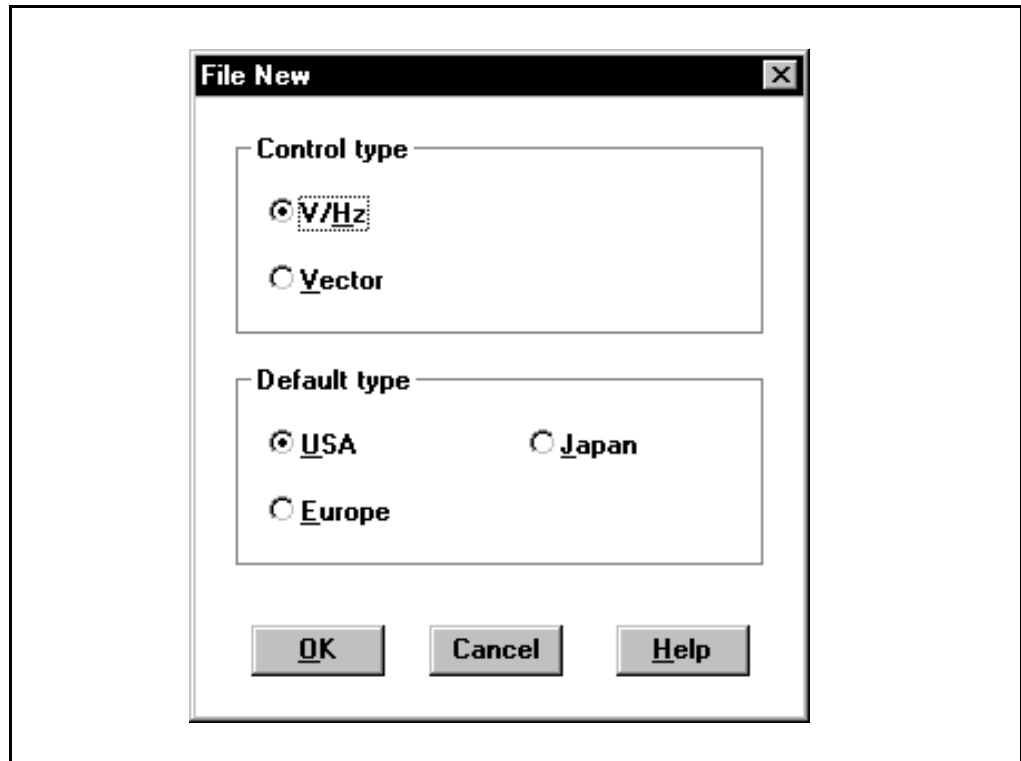 File New
Control type
V/Hz
Vector
Default type
USA Japan
Europe
OK Cancel Help